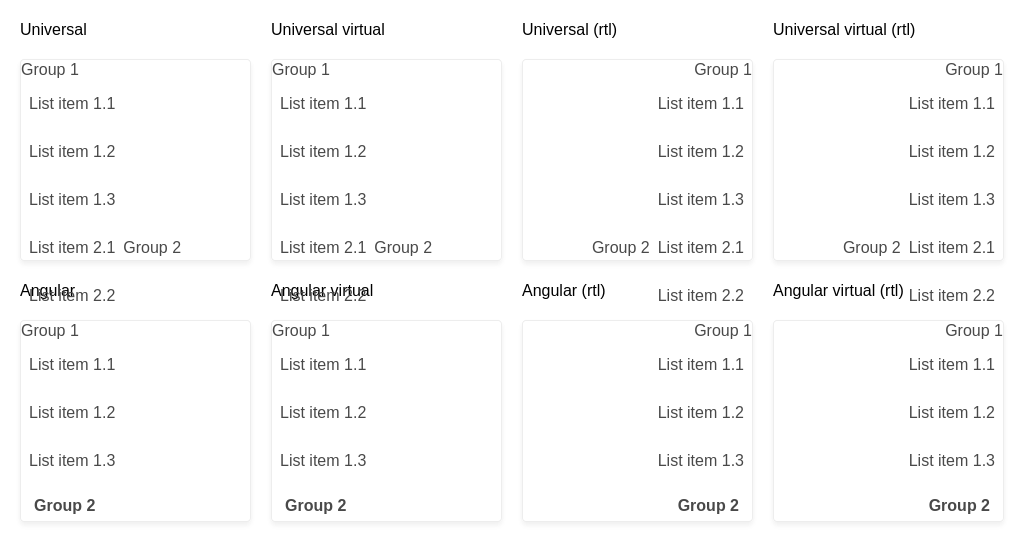 Universal
Group 1
List item 1.1
List item 1.2
List item 1.3
List item 2.1 Group 2
List item 2.2
Universal virtual
Group 1
List item 1.1
List item 1.2
List item 1.3
List item 2.1 Group 2
List item 2.2
Universal (rtl)
Group 1
List item 1.1
List item 1.2
List item 1.3
Group 2 List item 2.1
List item 2.2
Universal virtual (rtl)
Group 1
List item 1.1
List item 1.2
List item 1.3
Group 2 List item 2.1
List item 2.2
Angular
Group 1
List item 1.1
List item 1.2
List item 1.3
Group 2
Angular virtual
Group 1
List item 1.1
List item 1.2
List item 1.3
Group 2
Angular (rtl)
Group 1
List item 1.1
List item 1.2
List item 1.3
Group 2
Angular virtual (rtl)
Group 1
List item 1.1
List item 1.2
List item 1.3
Group 2